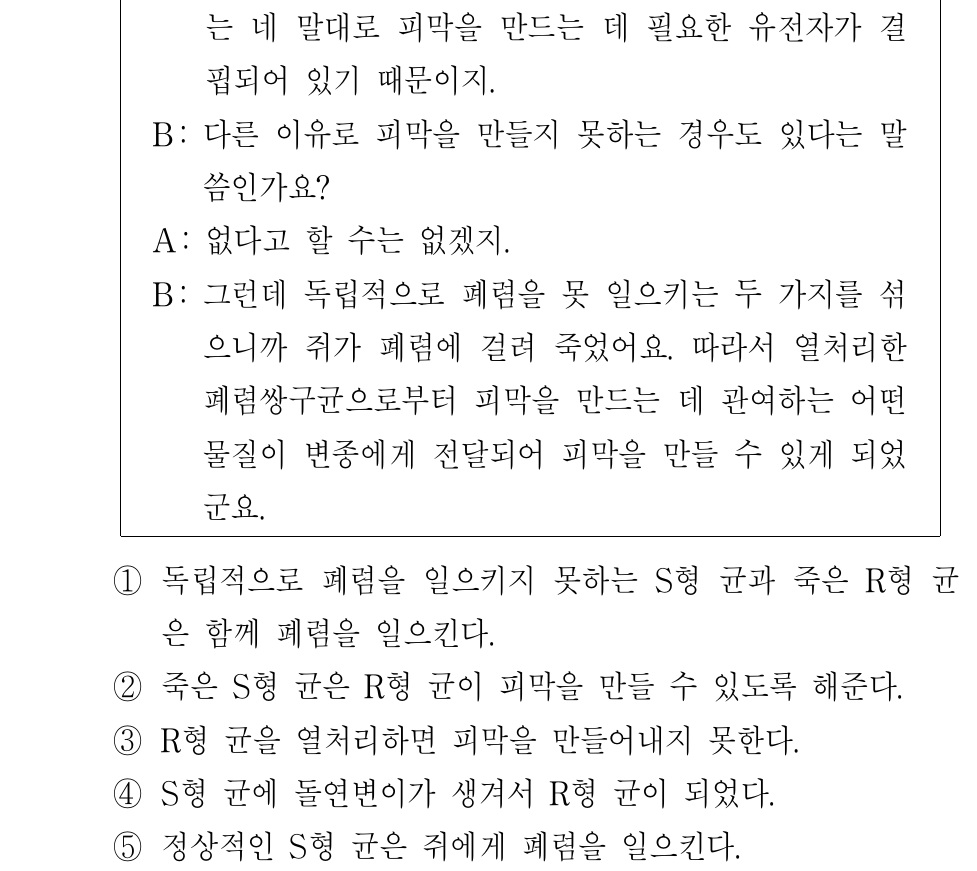 는 네 말대로 피막을 만드는 데 필요한 유전자가 결
핍되어 있기 때문이지.
B: 다른 이유로 피막을 만들지 못하는 경우도 있다는 말
씀인가요?
A: 없다고 할 수는 없겠지.
B: 그런데 독립적으로 폐렴을 못 일으키는 두 가지를 섞
으니까 쥐가 폐렴에 걸려 죽었어요. 따라서 열처리한
폐렴쌍구균으로부터 피막을 만드는 데 관여하는 어떤
물질이 변종에게 전달되어 피막을 만들 수 있게 되었
군요.
① 독립적으로 폐렴을 일으키지 못하는 S형 균과 죽은 R형 균
은 함께 폐렴을 일으킨다.
② 죽은 S형 균은 R형 균이 피막을 만들 수 있도록 해준다.
③ R형 균을 열처리하면 피막을 만들어내지 못한다.
④ S형 균에 돌연변이가 생겨서 R형 균이 되었다.
⑤ 정상적인 S형 균은 쥐에게 폐렴을 일으킨다.